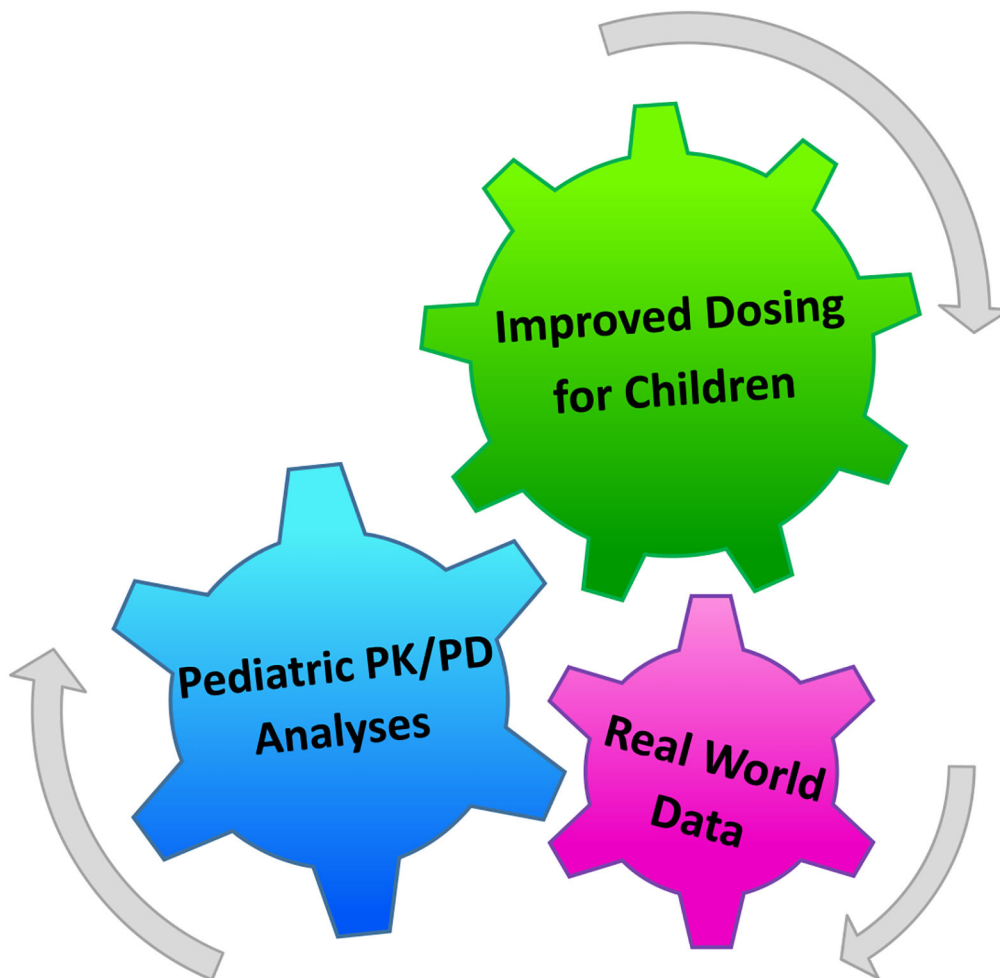 Improved Dosing
for Children
Pediatric PK/PD
Analyses
Real World
Data